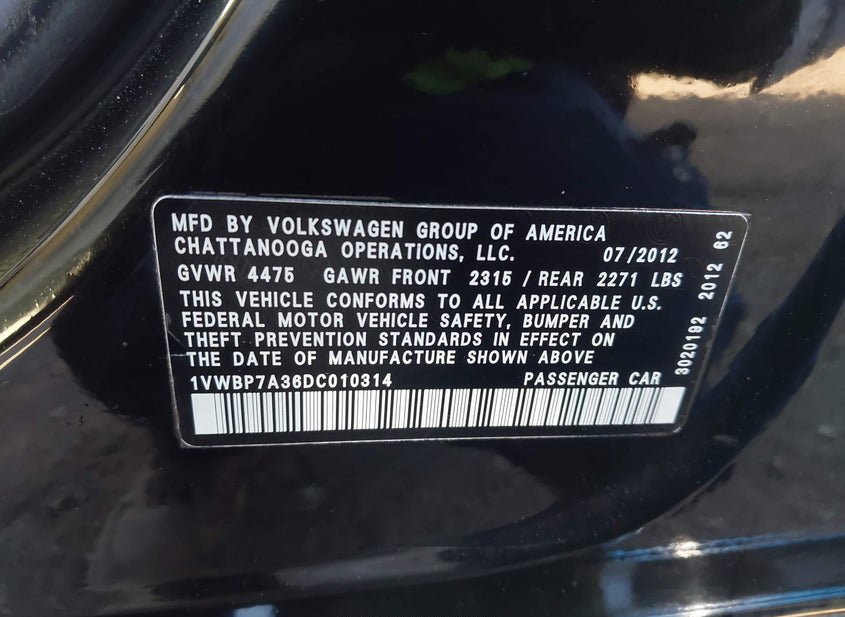 MFD BY VOLKSWAGEN GROUP OF AMERICA
CHATTANOOGA OPERATIONS, LLC. 07/2012
GVWR 4475 GAWR FRONT 2315 / REAR 2271 LBS
THIS VEHICLE CONFORMS TO ALL APPLICABLE U.S.
FEDERAL MOTOR VEHICLE SAFETY, BUMPER AND
THEFT PREVENTION STANDARDS IN EFFECT ON
THE DATE OF MANUFACTURE SHOWN ABOVE
1VWBP7A36DC010314 PASSENGER CAR
3020192 2012 62